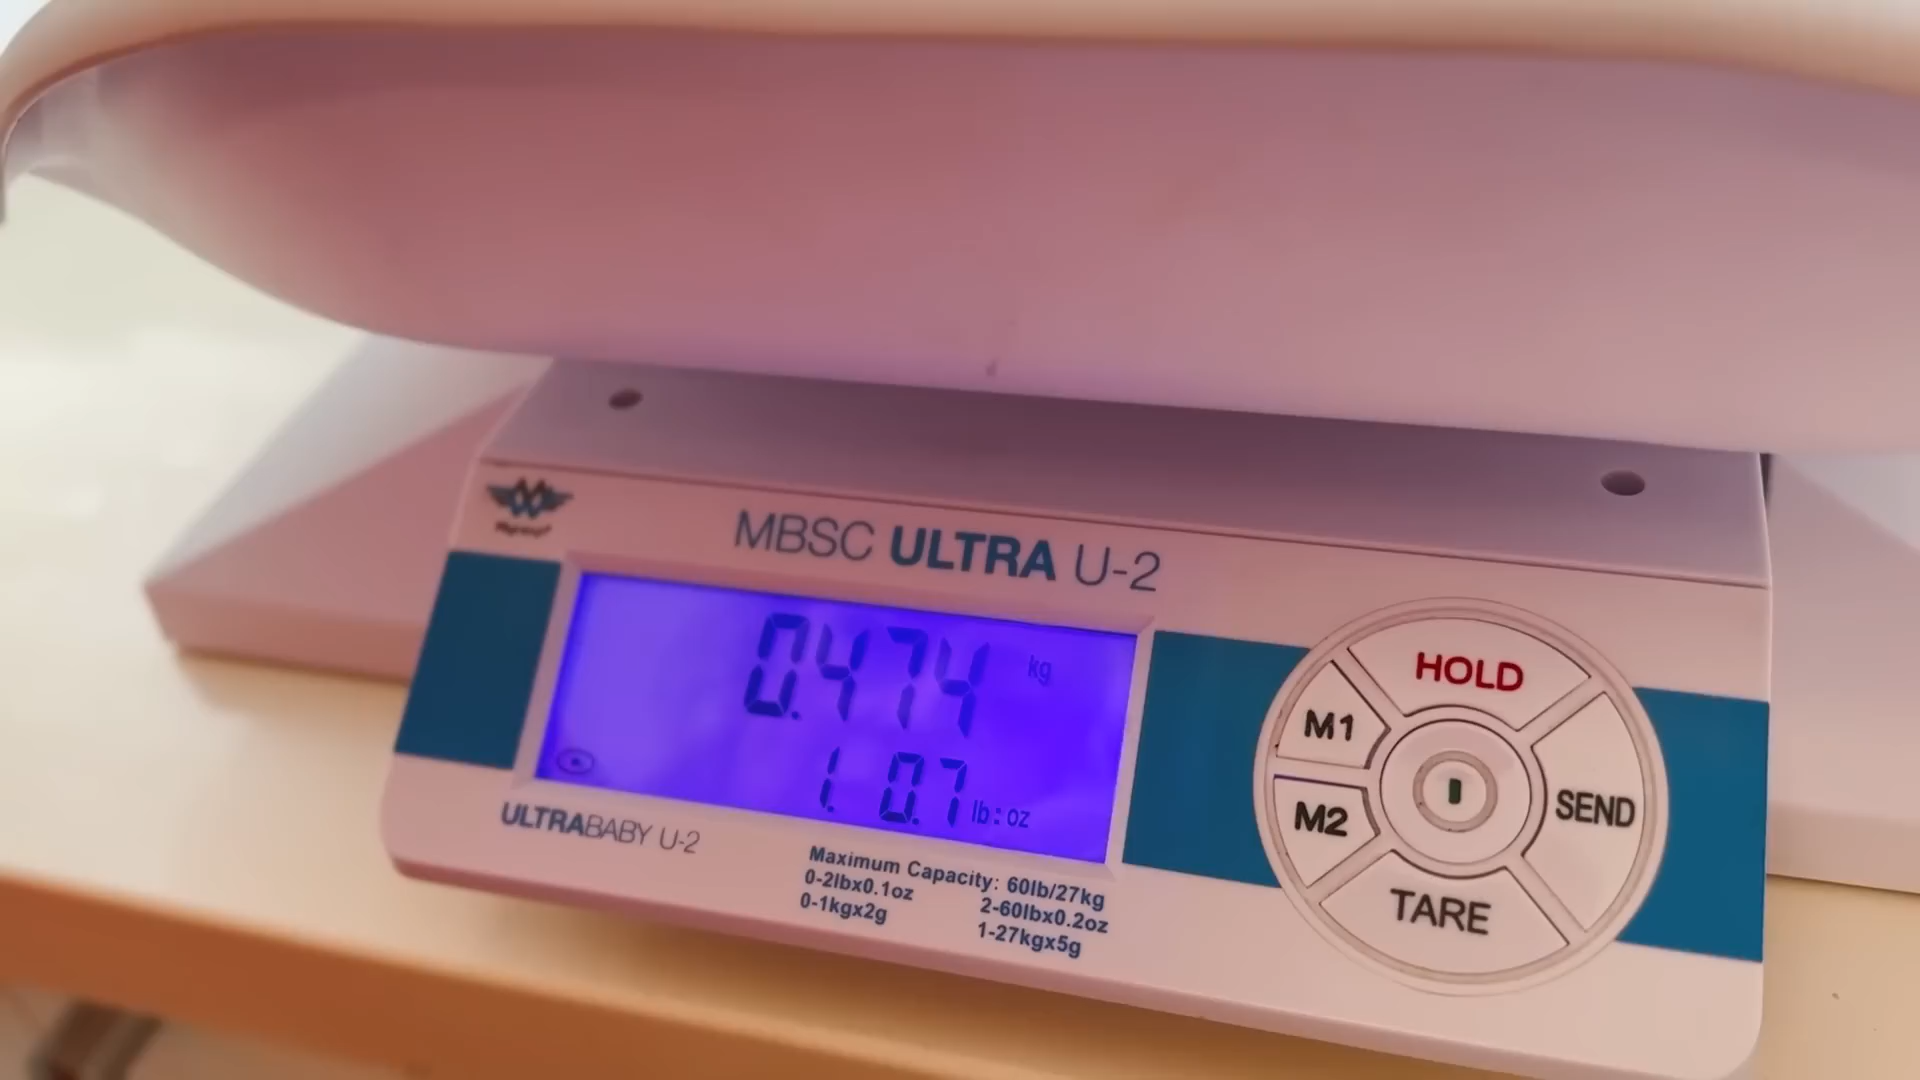 MBSC ULTRA U-2
0.474 kg
1. 0.7 lb:oz
ULTRABABY U-2
Maximum Capacity: 60lb/27kg
0-2lbx0.1oz 2-60lbx0.2oz
0-1kgx2g 1-27kgx5g
HOLD
M1
M2
SEND
TARE